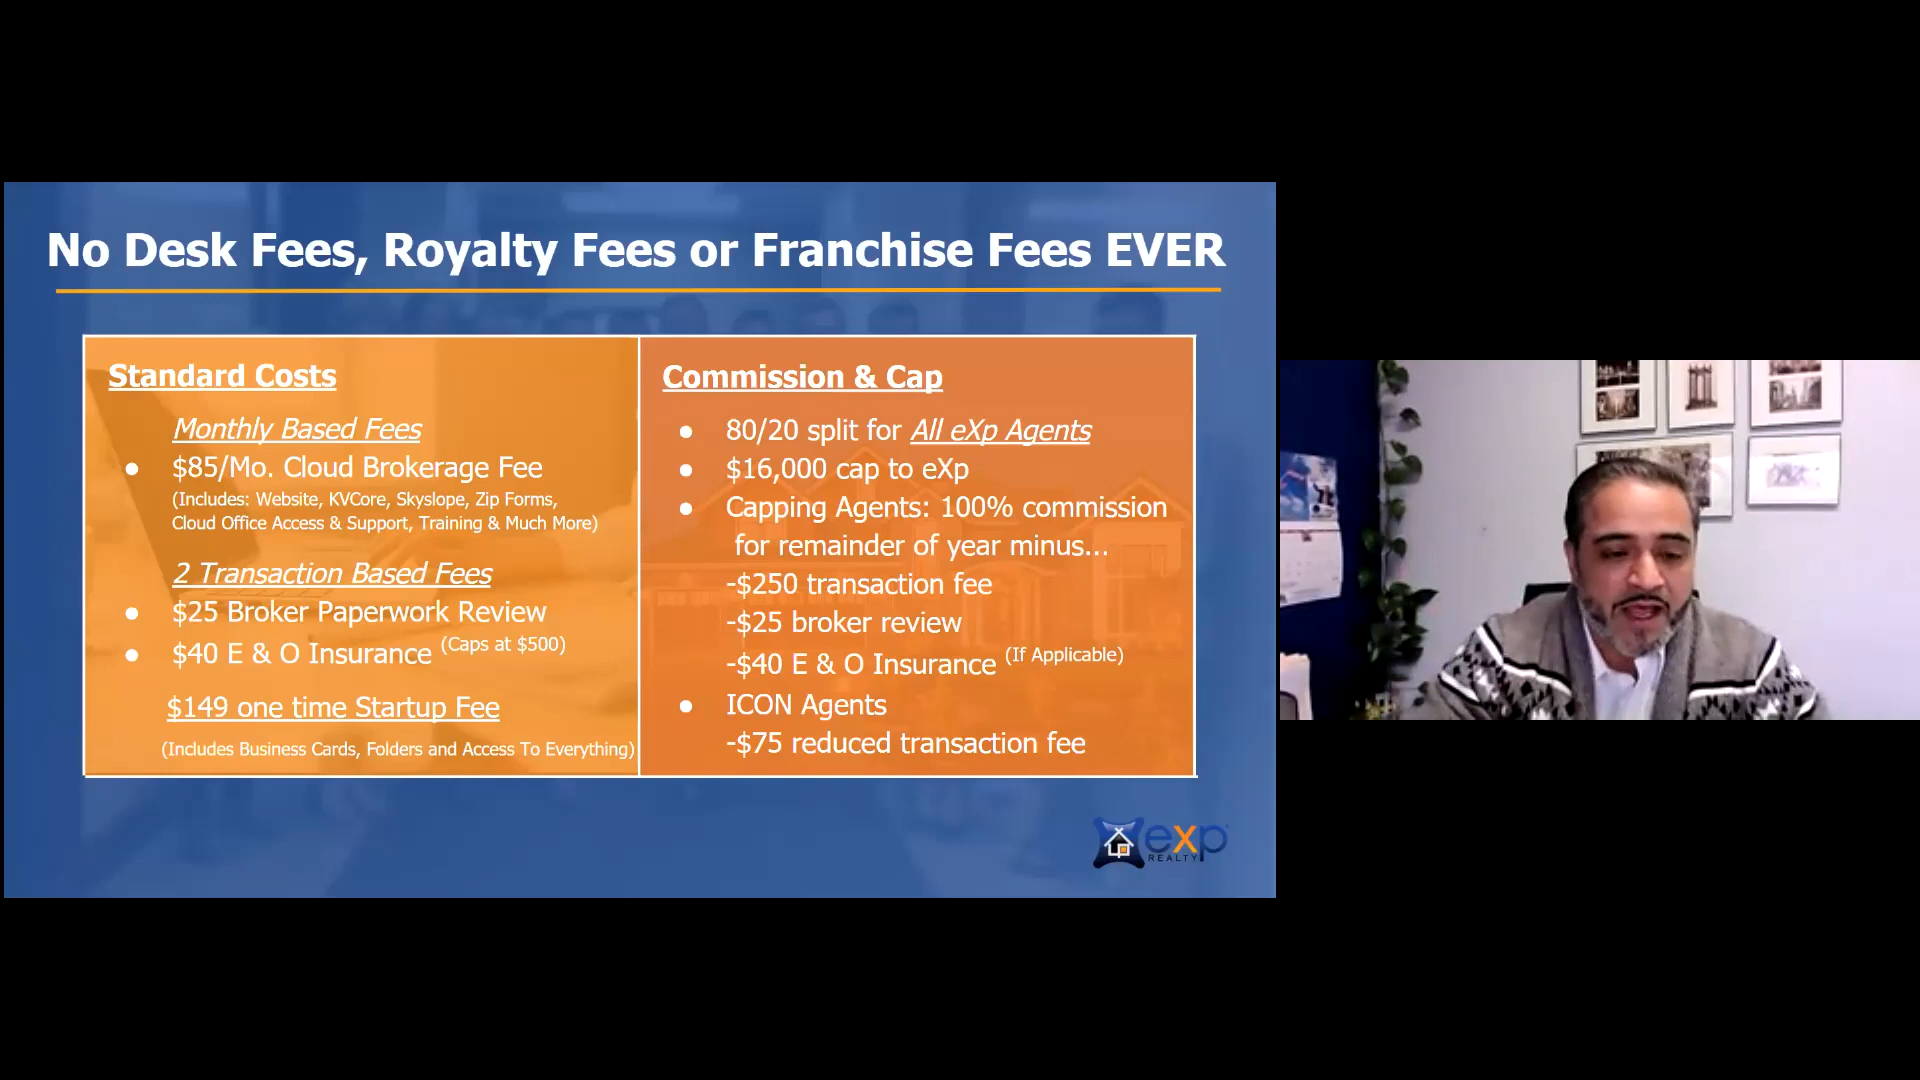 No Desk Fees, Royalty Fees or Franchise Fees EVER
Standard Costs
Monthly Based Fees
● $85/Mo. Cloud Brokerage Fee
(Includes: Website, KVCore, Skyslope, Zip Forms,
Cloud Office Access & Support, Training & Much More)
2 Transaction Based Fees
● $25 Broker Paperwork Review
● $40 E & O Insurance (Caps at $500)
$149 one time Startup Fee
(Includes Business Cards, Folders and Access To Everything)
Commission & Cap
● 80/20 split for All eXp Agents
● $16,000 cap to eXp
● Capping Agents: 100% commission
for remainder of year minus...
-$250 transaction fee
-$25 broker review
-$40 E & O Insurance (If Applicable)
● ICON Agents
-$75 reduced transaction fee
exp
REALTY